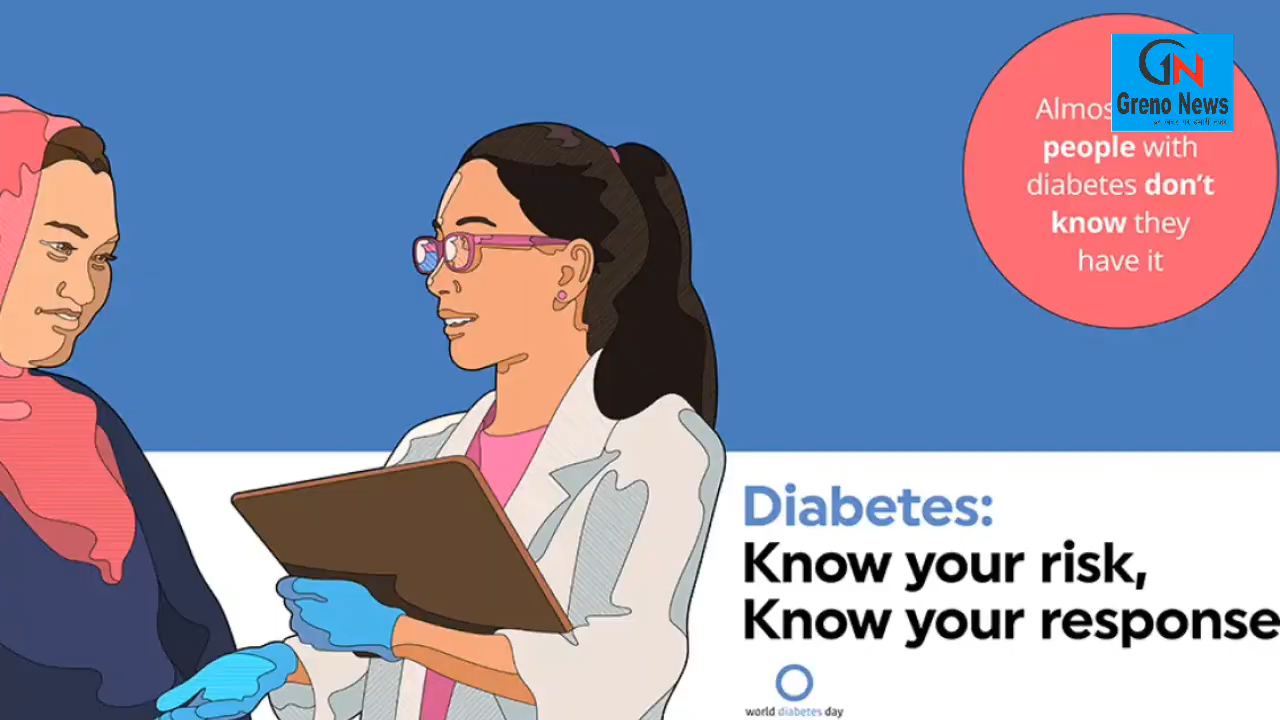 Almos
people with
diabetes don't
know they
have it
GN
Greno News
Diabetes:
Know your risk,
Know your response
world diabetes day